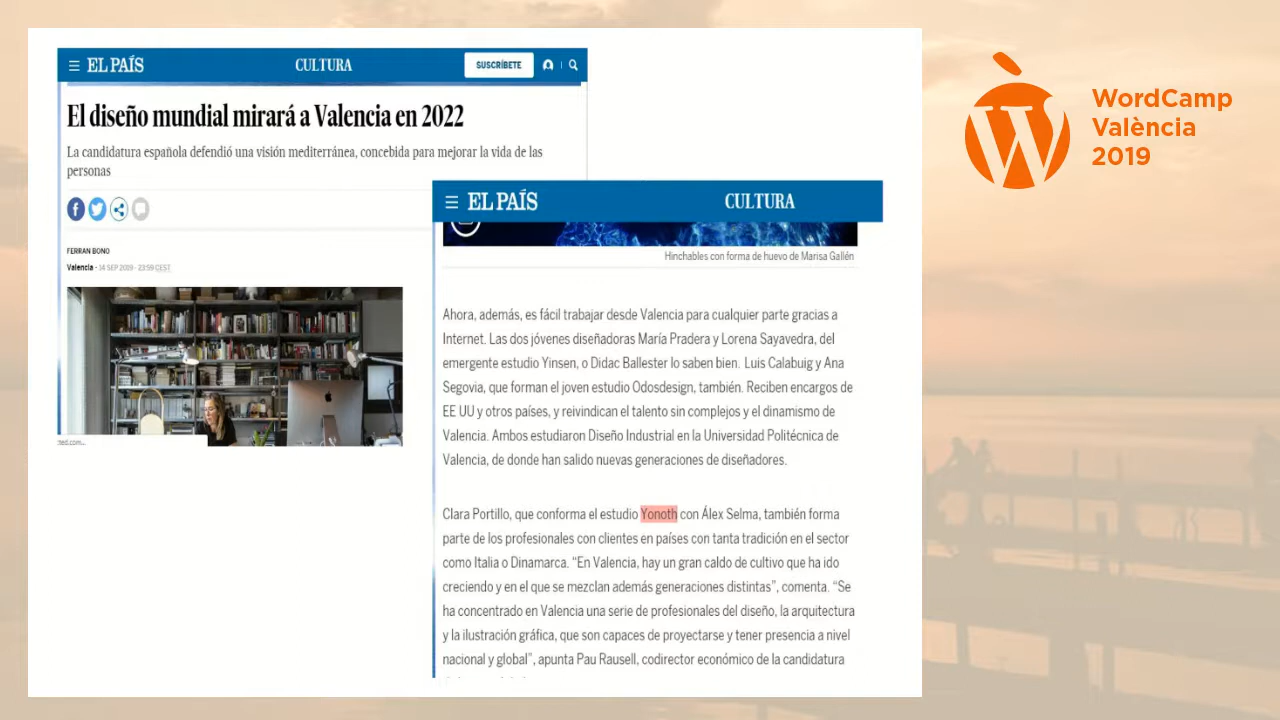 EL PAÍS
CULTURA
SUSCRÍBETE
El diseño mundial mirará a Valencia en 2022
La candidatura española defendió una visión mediterránea, concebida para mejorar la vida de las
personas
FERRAN BONO
Valencia - 14 SEP 2019 - 23:59 CEST
ted.com...
EL PAÍS
CULTURA
Hinchables con forma de huevo de Marisa Gallén
Ahora, además, es fácil trabajar desde Valencia para cualquier parte gracias a
Internet. Las dos jóvenes diseñadoras María Pradera y Lorena Sayavedra, del
emergente estudio Yinsen, o Didac Ballester lo saben bien. Luis Calabuig y Ana
Segovia, que forman el joven estudio Odosdesign, también. Reciben encargos de
EE UU y otros países, y reivindican el talento sin complejos y el dinamismo de
Valencia. Ambos estudiaron Diseño Industrial en la Universidad Politécnica de
Valencia, de donde han salido nuevas generaciones de diseñadores.
Clara Portillo, que conforma el estudio Yonoth con Álex Selma, también forma
parte de los profesionales con clientes en países con tanta tradición en el sector
como Italia o Dinamarca. “En Valencia, hay un gran caldo de cultivo que ha ido
creciendo y en el que se mezclan además generaciones distintas”, comenta. “Se
ha concentrado en Valencia una serie de profesionales del diseño, la arquitectura
y la ilustración gráfica, que son capaces de proyectarse y tener presencia a nivel
nacional y global”, apunta Pau Rausell, codirector económico de la candidatura
WordCamp
València
2019